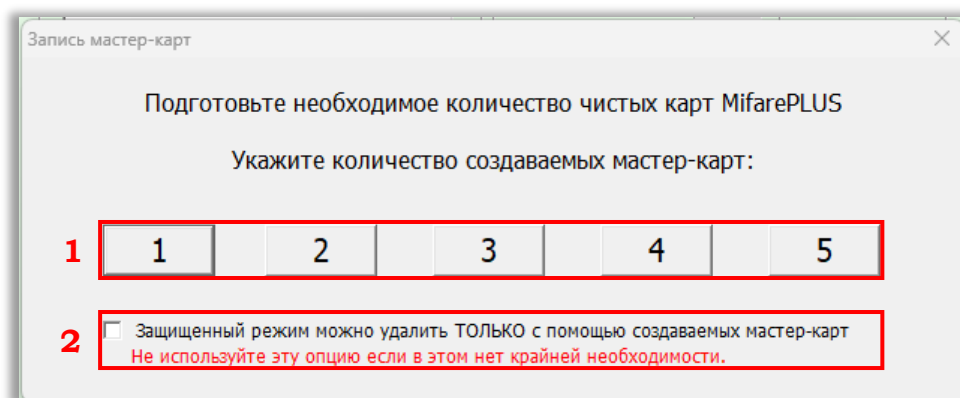 Запись мастер-карт
Подготовьте необходимое количество чистых карт MifarePLUS
Укажите количество создаваемых мастер-карт:
1 1 2 3 4 5
2 Защищенный режим можно удалить ТОЛЬКО с помощью создаваемых мастер-карт
Не используйте эту опцию если в этом нет крайней необходимости.